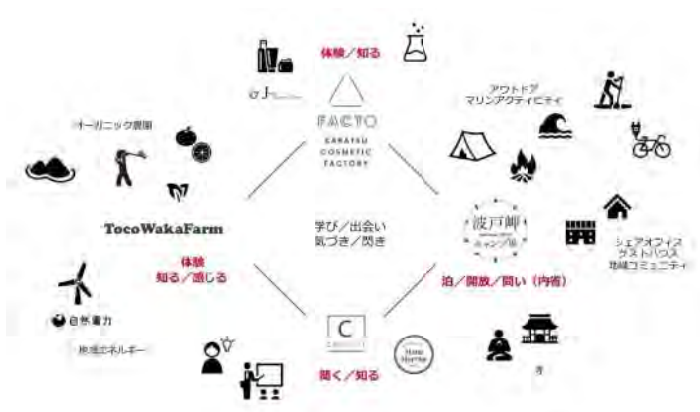 体験／知る
FACTO
KARATSU
COSMETIC
FACTORY
アウトドア
マリンアクティビティ
オーガニック農園
TocoWakaFarm
体験
知る／感じる
学び／出会い
気づき／閃き
波戸岬
キャンプ場
泊／開放／問い（内省）
シェアオフィス
ゲストハウス
地域コミュニティ
自然電力
エネルギー
C
聞く／知る
寺